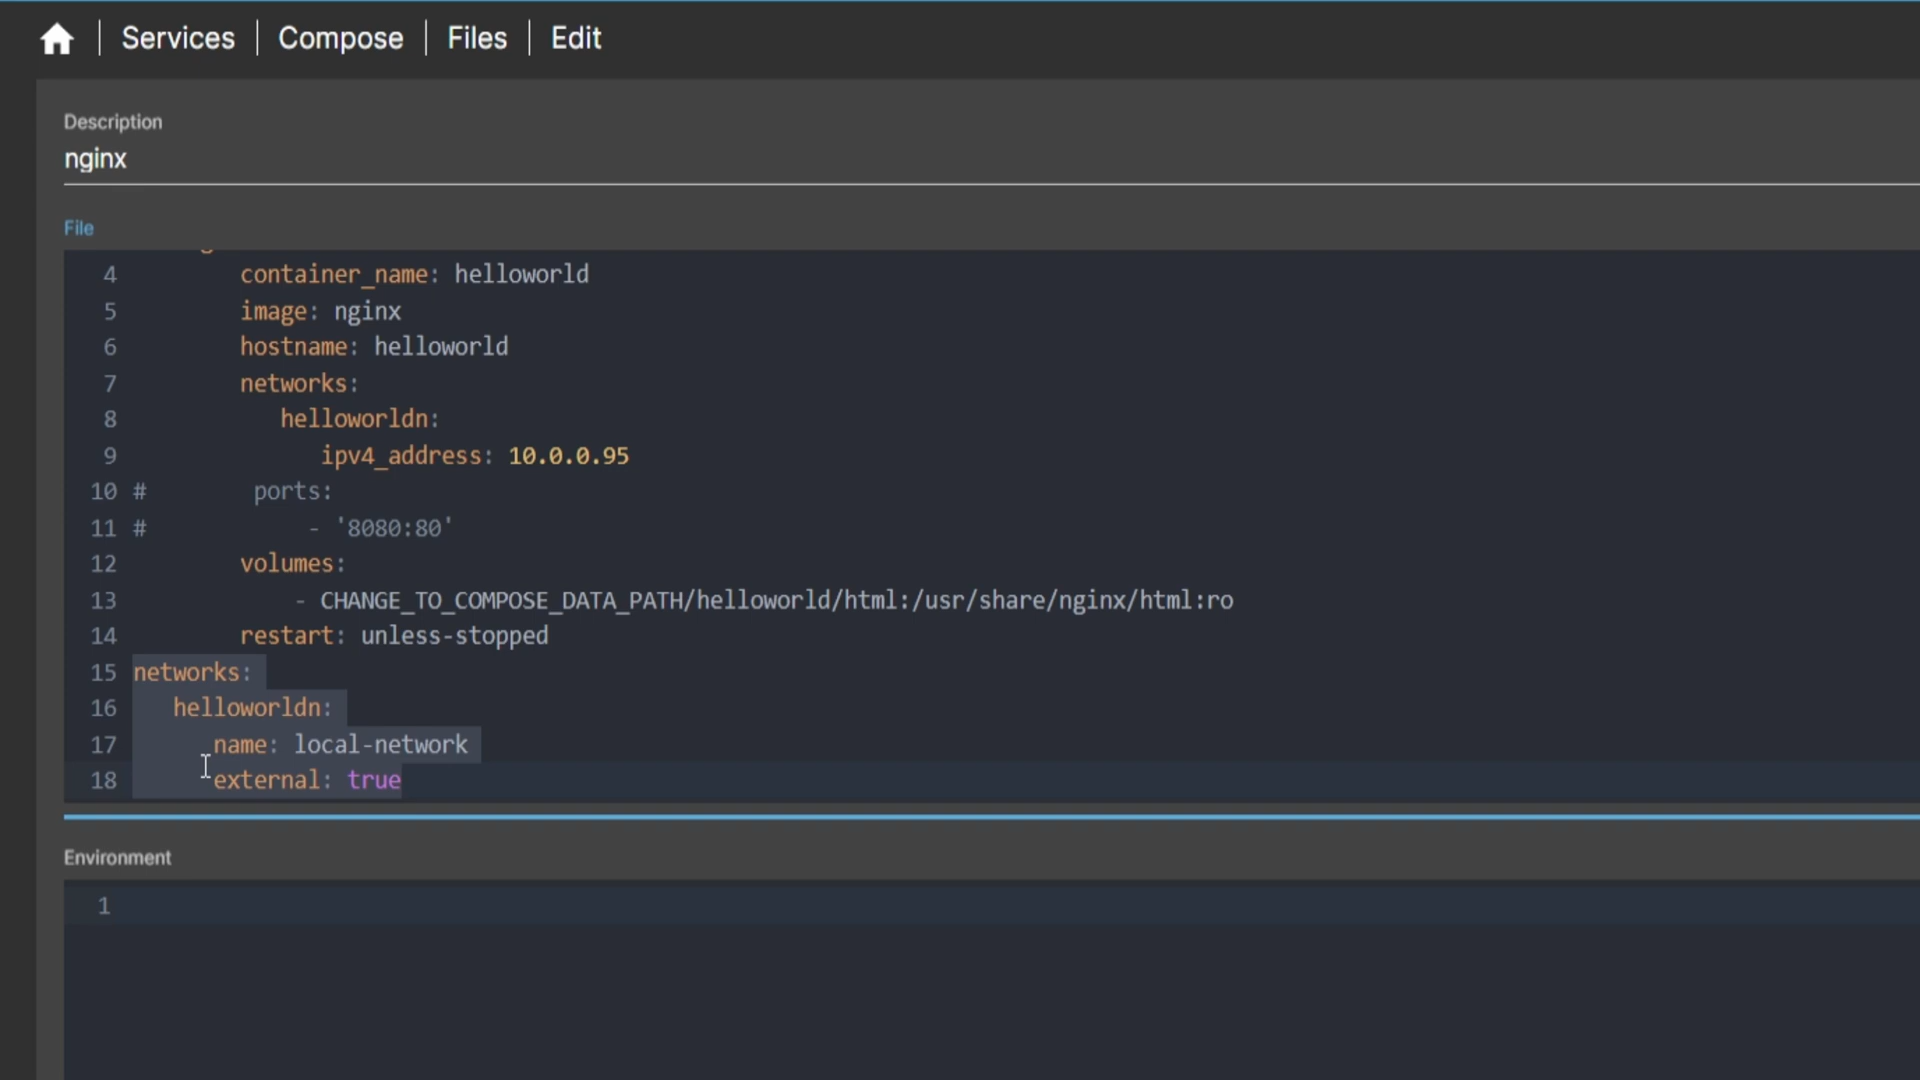 Services | Compose | Files | Edit
Description
nginx
File
4 container_name: helloworld
5 image: nginx
6 hostname: helloworld
7 networks:
8 helloworldn:
9 ipv4_address: 10.0.0.95
10 # ports:
11 # - '8080:80'
12 volumes:
13 - CHANGE_TO_COMPOSE_DATA_PATH/helloworld/html:/usr/share/nginx/html:ro
14 restart: unless-stopped
15 networks:
16 helloworldn:
17 name: local-network
18 external: true
Environment
1